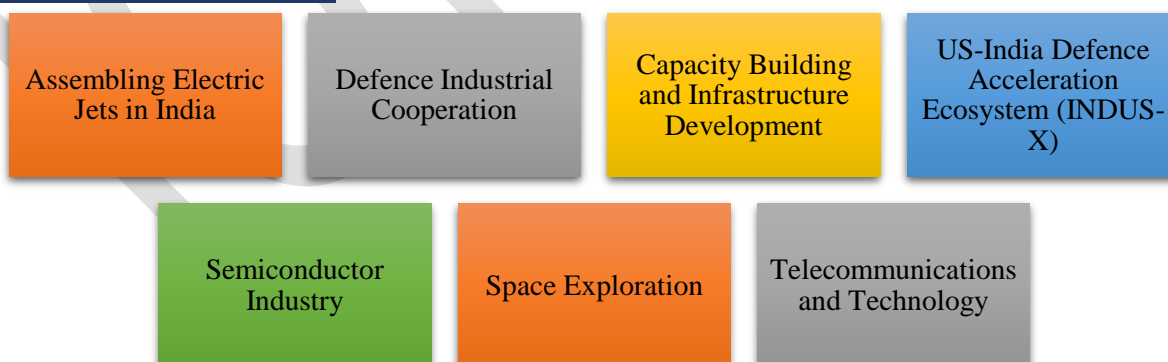 Assembling Electric
Jets in India
Defence Industrial
Cooperation
Capacity Building
and Infrastructure
Development
US-India Defence
Acceleration
Ecosystem (INDUS-
X)
Semiconductor
Industry
Space Exploration
Telecommunications
and Technology